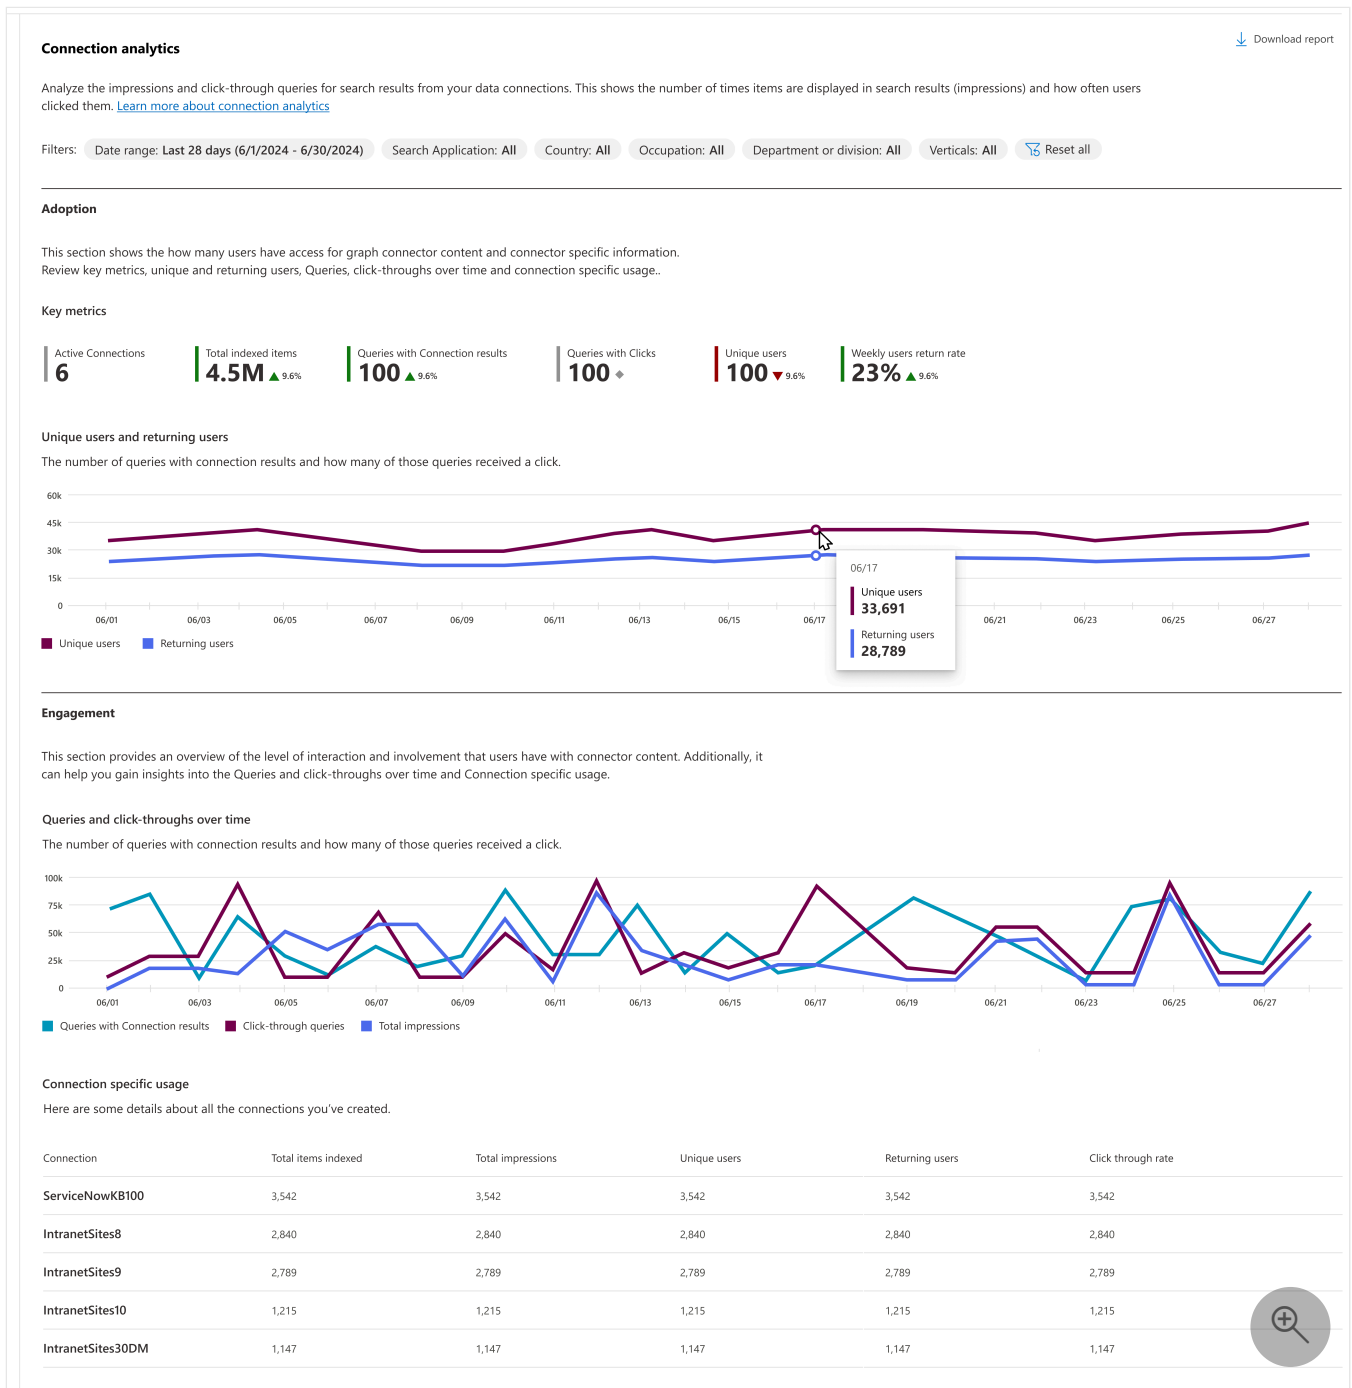 Connection analytics
Download report
Analyze the impressions and click-through queries for search results from your data connections. This shows the number of times items are displayed in search results (impressions) and how often users
clicked them. Learn more about connection analytics
Filters: Date range: Last 28 days (6/1/2024 - 6/30/2024) Search Application: All Country: All Occupation: All Department or division: All Verticals: All Reset all
Adoption
This section shows the how many users have access for graph connector content and connector specific information.
Review key metrics, unique and returning users, Queries, click-throughs over time and connection specific usage..
Key metrics
Active Connections
6
Total indexed items
4.5M 9.6%
Queries with Connection results
100 9.6%
Queries with Clicks
100
Unique users
100 9.6%
Weekly users return rate
23% 9.6%
Unique users and returning users
The number of queries with connection results and how many of those queries received a click.
60k
45k
30k
15k
0
06/01 06/03 06/05 06/07 06/09 06/11 06/13 06/15 06/17 06/21 06/23 06/25 06/27
06/17
Unique users
33,691
Returning users
28,789
Unique users Returning users
Engagement
This section provides an overview of the level of interaction and involvement that users have with connector content. Additionally, it
can help you gain insights into the Queries and click-throughs over time and Connection specific usage.
Queries and click-throughs over time
The number of queries with connection results and how many of those queries received a click.
100k
75k
50k
25k
0
06/01 06/03 06/05 06/07 06/09 06/11 06/13 06/15 06/17 06/19 06/21 06/23 06/25 06/27
Queries with Connection results Click-through queries Total impressions
Connection specific usage
Here are some details about all the connections you've created.
Connection Total items indexed Total impressions Unique users Returning users Click through rate
ServiceNowKB100 3,542 3,542 3,542 3,542 3,542
IntranetSites8 2,840 2,840 2,840 2,840 2,840
IntranetSites9 2,789 2,789 2,789 2,789 2,789
IntranetSites10 1,215 1,215 1,215 1,215 1,215
IntranetSites30DM 1,147 1,147 1,147 1,147 1,147